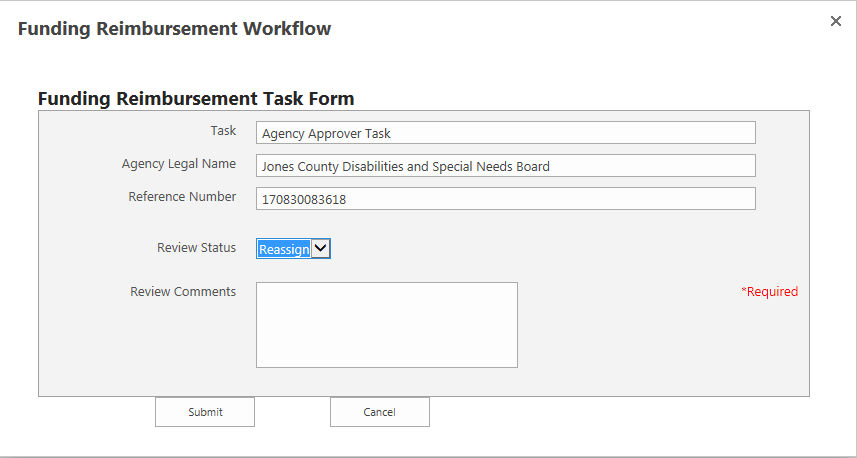 Funding Reimbursement Workflow
Funding Reimbursement Task Form
Task Agency Approver Task
Agency Legal Name Jones County Disabilities and Special Needs Board
Reference Number 170830083618
Review Status Reassign
Review Comments *Required
Submit Cancel